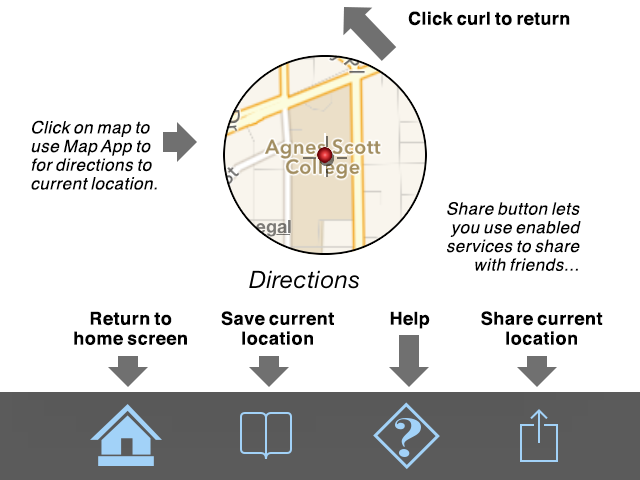 Click curl to return
Click on map to
use Map App to
for directions to
current location.
Agnes Scott
College
st
egal
Share button lets
you use enabled
services to share
with friends...
Directions
Return to
home screen
Save current
location
Help
Share current
location
?